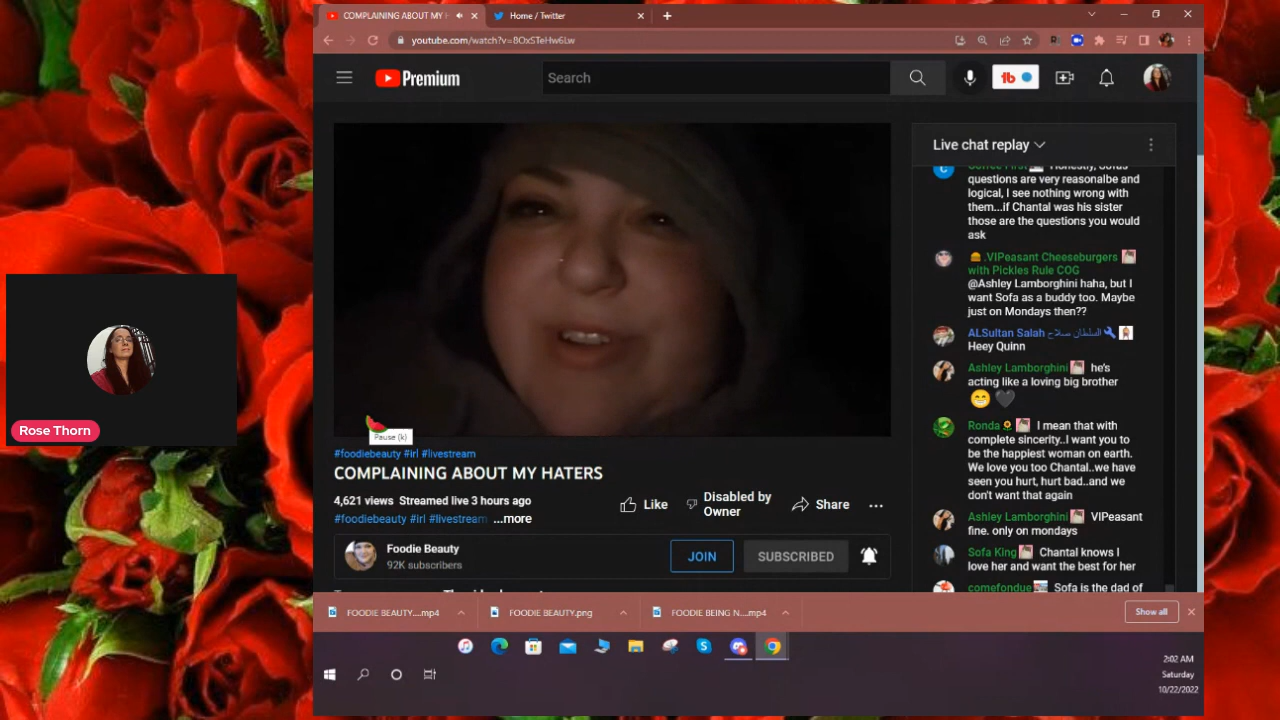 COMPLAINING ABOUT MY H
Home / Twitter
youtube.com/watch?v=8OxSTeHw6Lw
Premium
Search
Live chat replay
Coffee First Honestly, Sofas
questions are very reasonalbe and
logical, I see nothing wrong with
them...if Chantal was his sister
those are the questions you would
ask
.VIPeasant Cheeseburgers
with Pickles Rule COG
@Ashley Lamborghini haha, but I
want Sofa as a buddy too. Maybe
just on Mondays then??
ALSultan Salah السلطان صلاح
Heey Quinn
Ashley Lamborghini he's
acting like a loving big brother
Ronda I mean that with
complete sincerity..I want you to
be the happiest woman on earth.
We love you too Chantal..we have
seen you hurt, hurt bad..and we
don't want that again
Ashley Lamborghini VIPeasant
fine. only on mondays
Sofa King Chantal knows I
love her and want the best for her
comefondue Sofa is the dad of
Rose Thorn
Pause (k)
#foodiebeauty #irl #livestream
COMPLAINING ABOUT MY HATERS
4,621 views Streamed live 3 hours ago
Like
Disabled by
Owner
Share
#foodiebeauty #irl #livestream ...more
Foodie Beauty
92K subscribers
JOIN
SUBSCRIBED
FOODIE BEAUTY....mp4
FOODIE BEAUTY.png
FOODIE BEING N....mp4
Show all
2:02 AM
Saturday
10/22/2022